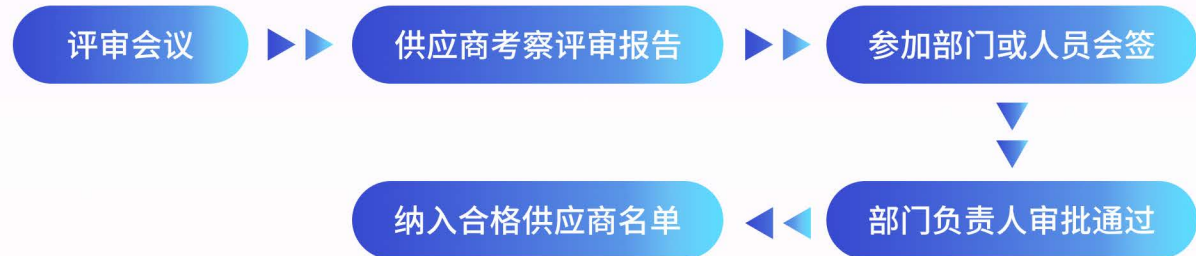 评审会议
供应商考察评审报告
参加部门或人员会签
部门负责人审批通过
纳入合格供应商名单